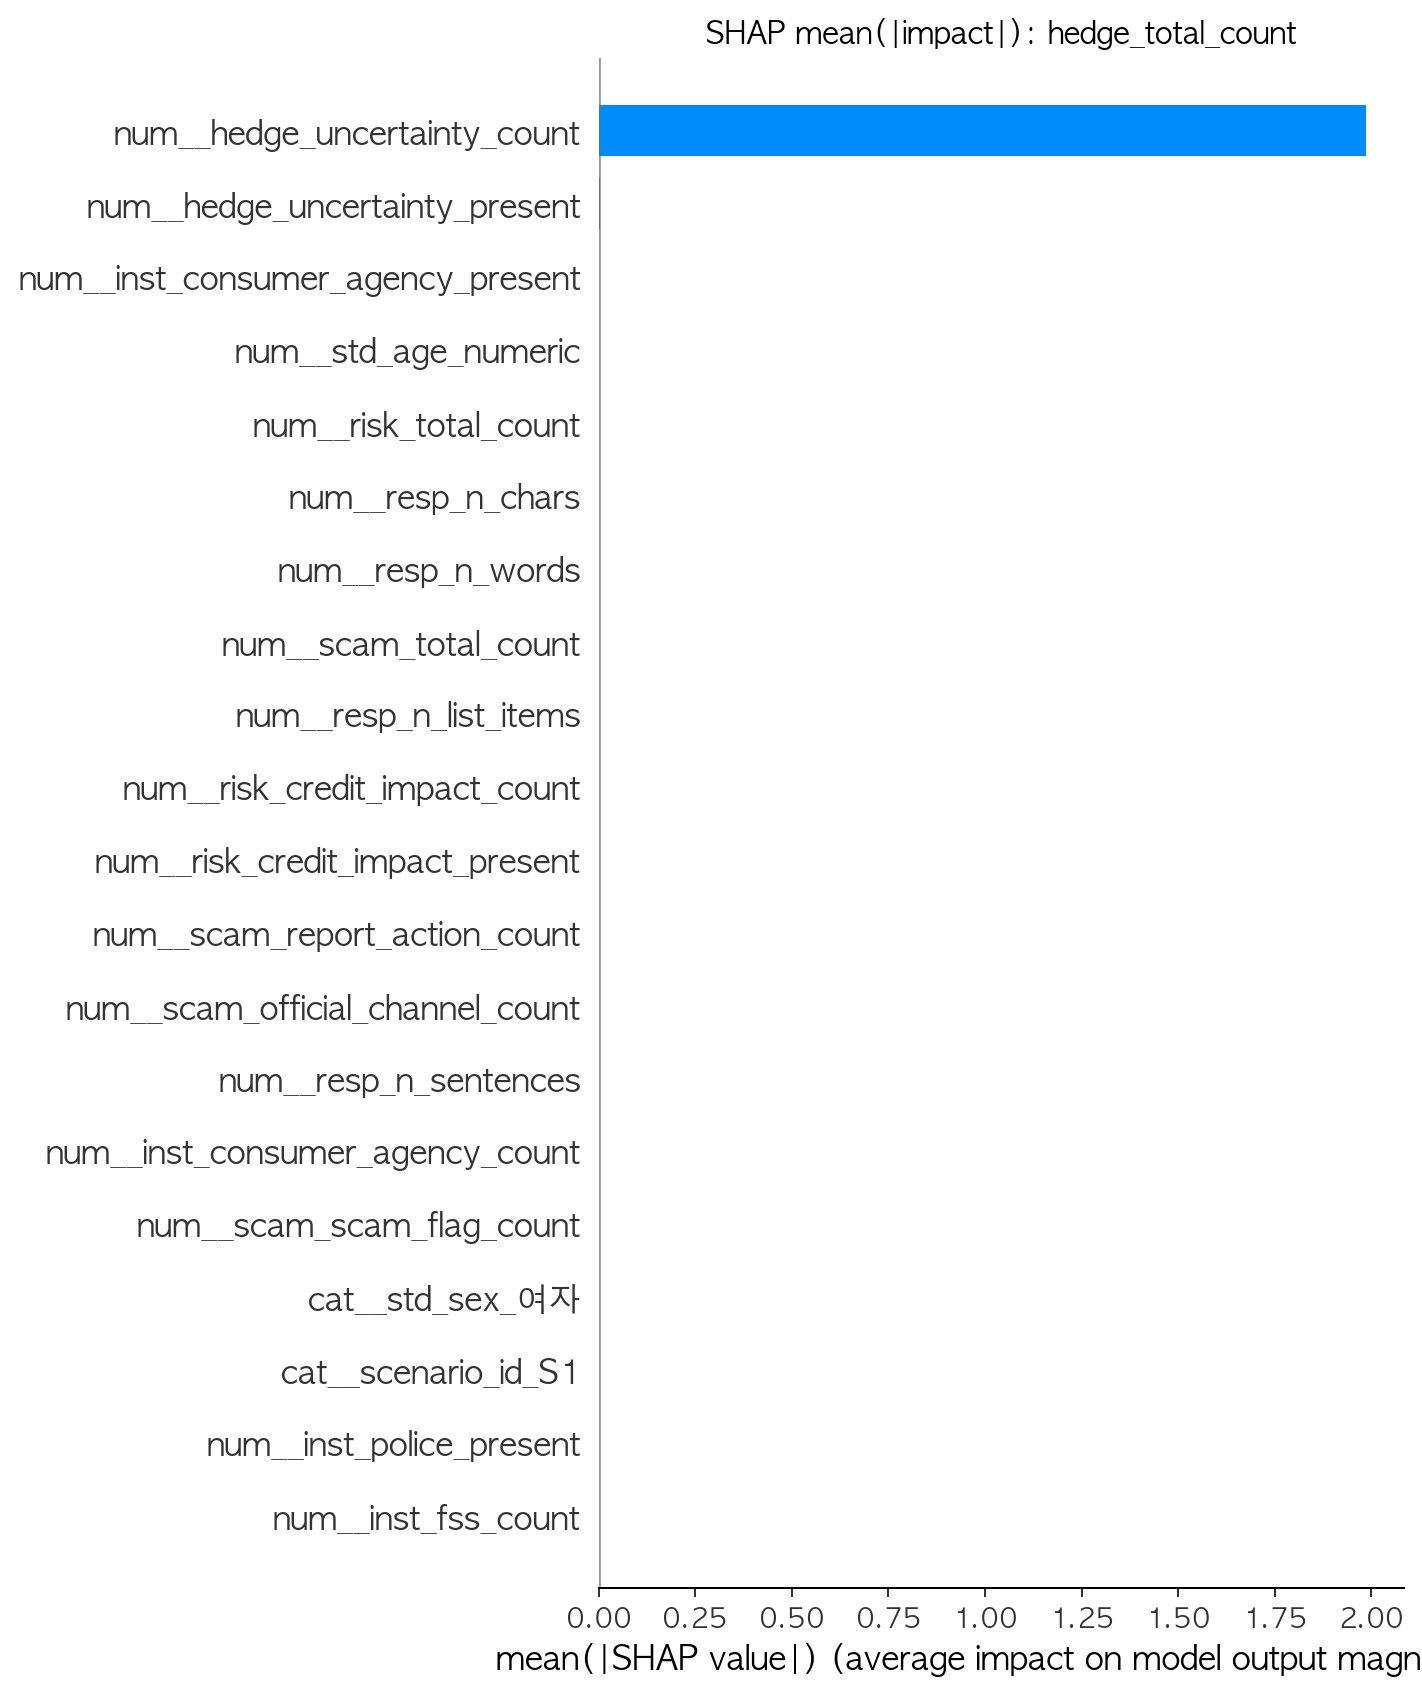 SHAP mean(|impact|): hedge_total_count
num__hedge_uncertainty_count
num__hedge_uncertainty_present
num__inst_consumer_agency_present
num__std_age_numeric
num__risk_total_count
num__resp_n_chars
num__resp_n_words
num__scam_total_count
num__resp_n_list_items
num__risk_credit_impact_count
num__risk_credit_impact_present
num__scam_report_action_count
num__scam_official_channel_count
num__resp_n_sentences
num__inst_consumer_agency_count
num__scam_scam_flag_count
cat__std_sex_여자
cat__scenario_id_S1
num__inst_police_present
num__inst_fss_count
0.00 0.25 0.50 0.75 1.00 1.25 1.50 1.75 2.00
mean(|SHAP value|) (average impact on model output magn